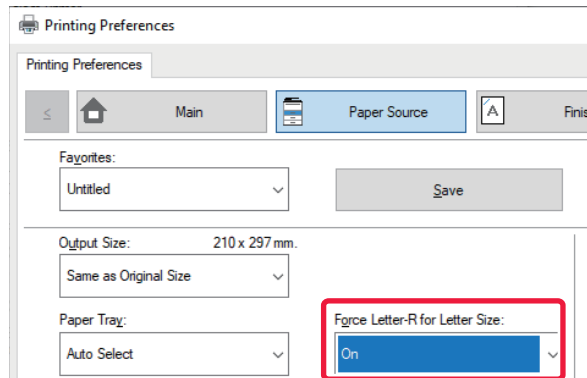 Printing Preferences
Printing Preferences
<
Main
Paper Source
A
Finis
Favorites:
Untitled
Save
Output Size:
210 x 297 mm.
Same as Original Size
Paper Tray:
Force Letter-R for Letter Size:
Auto Select
On